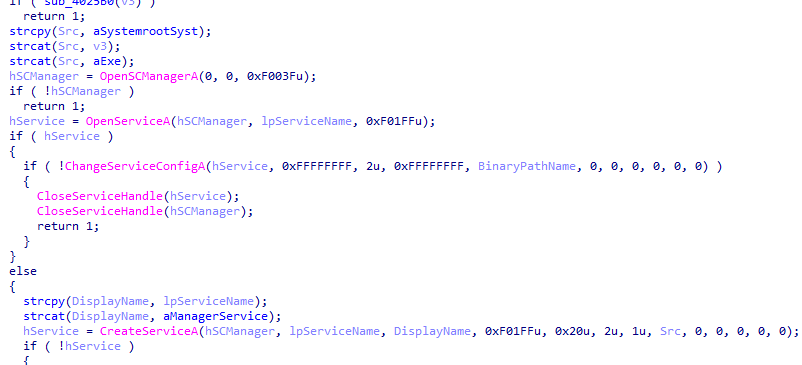 if ( sub_4025B0(v3) )
return 1;
strcpy(Src, aSystemrootSyst);
strcat(Src, v3);
strcat(Src, aExe);
hSCManager = OpenSCManagerA(0, 0, 0xF003Fu);
if ( !hSCManager )
return 1;
hService = OpenServiceA(hSCManager, lpServiceName, 0xF01FFu);
if ( hService )
{
if ( !ChangeServiceConfigA(hService, 0xFFFFFFFF, 2u, 0xFFFFFFFF, BinaryPathName, 0, 0, 0, 0, 0, 0) )
{
CloseServiceHandle(hService);
CloseServiceHandle(hSCManager);
return 1;
}
}
else
{
strcpy(DisplayName, lpServiceName);
strcat(DisplayName, aManagerService);
hService = CreateServiceA(hSCManager, lpServiceName, DisplayName, 0xF01FFu, 0x20u, 2u, 1u, Src, 0, 0, 0, 0, 0);
if ( !hService )
{